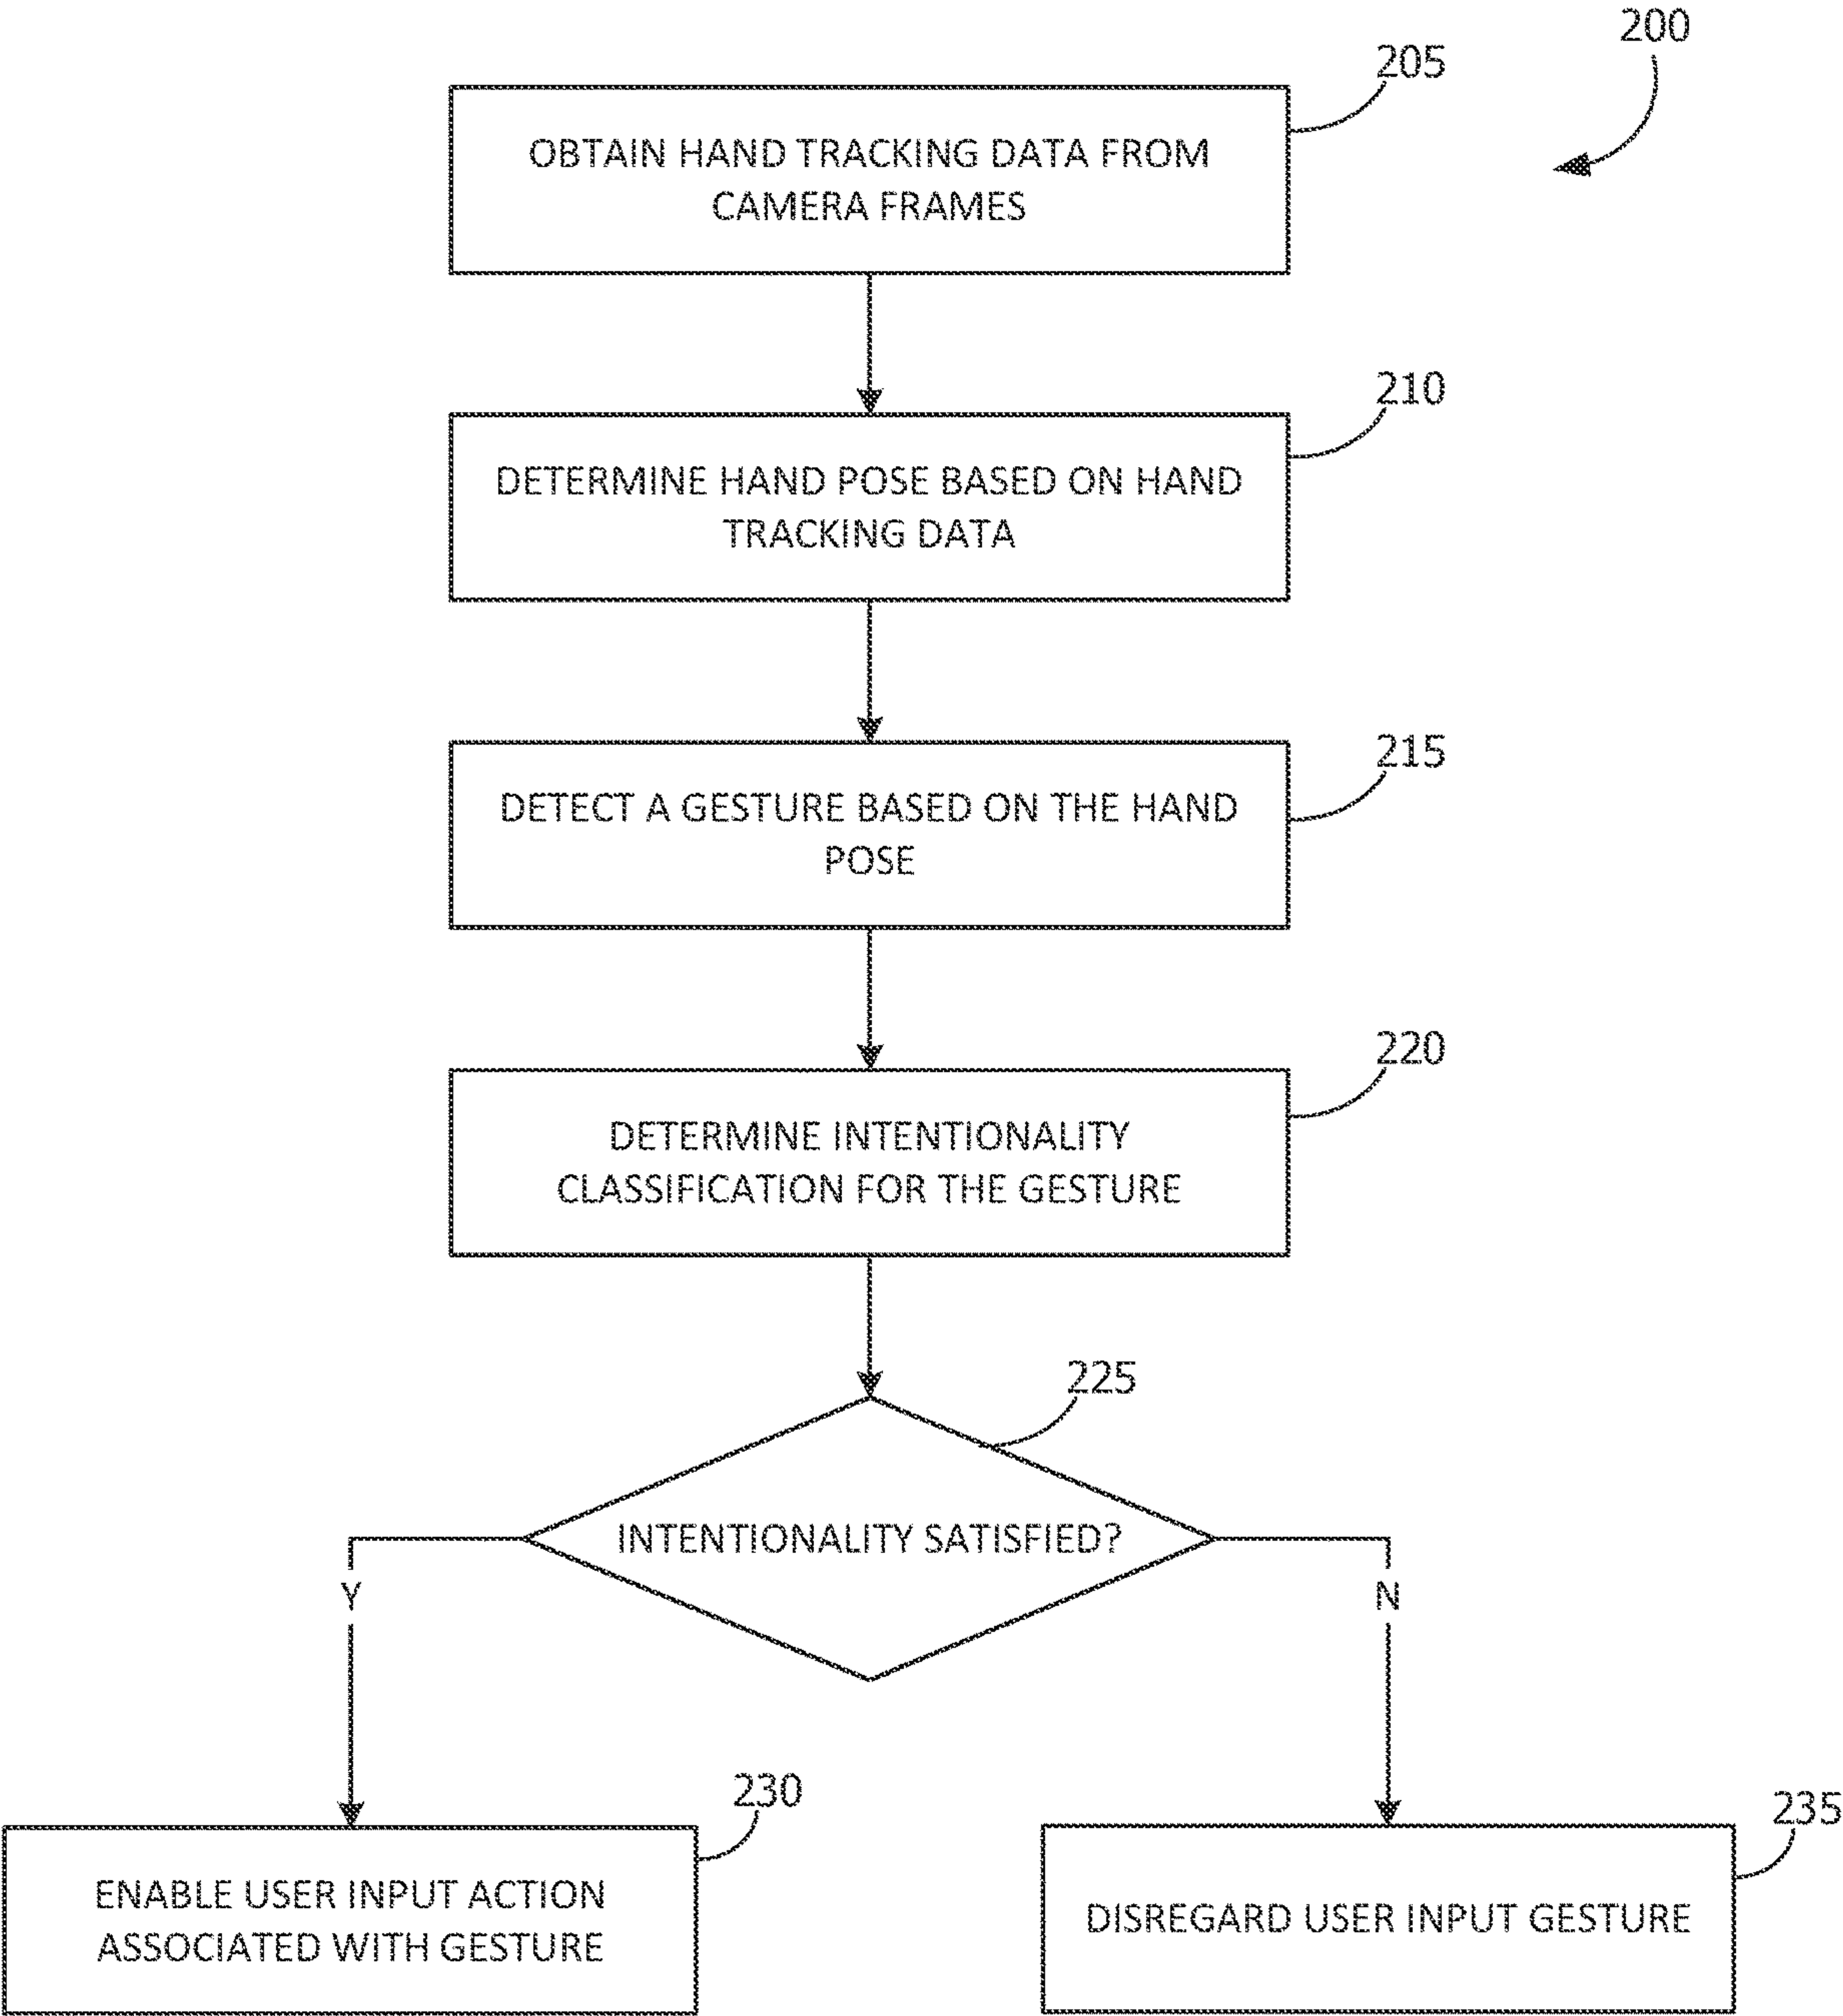 200
205
OBTAIN HAND TRACKING DATA FROM
CAMERA FRAMES
210
DETERMINE HAND POSE BASED ON HAND
TRACKING DATA
215
DETECT A GESTURE BASED ON THE HAND
POSE
220
DETERMINE INTENTIONALITY
CLASSIFICATION FOR THE GESTURE
225
INTENTIONALITY SATISFIED?
Y
N
230
ENABLE USER INPUT ACTION
ASSOCIATED WITH GESTURE
235
DISREGARD USER INPUT GESTURE